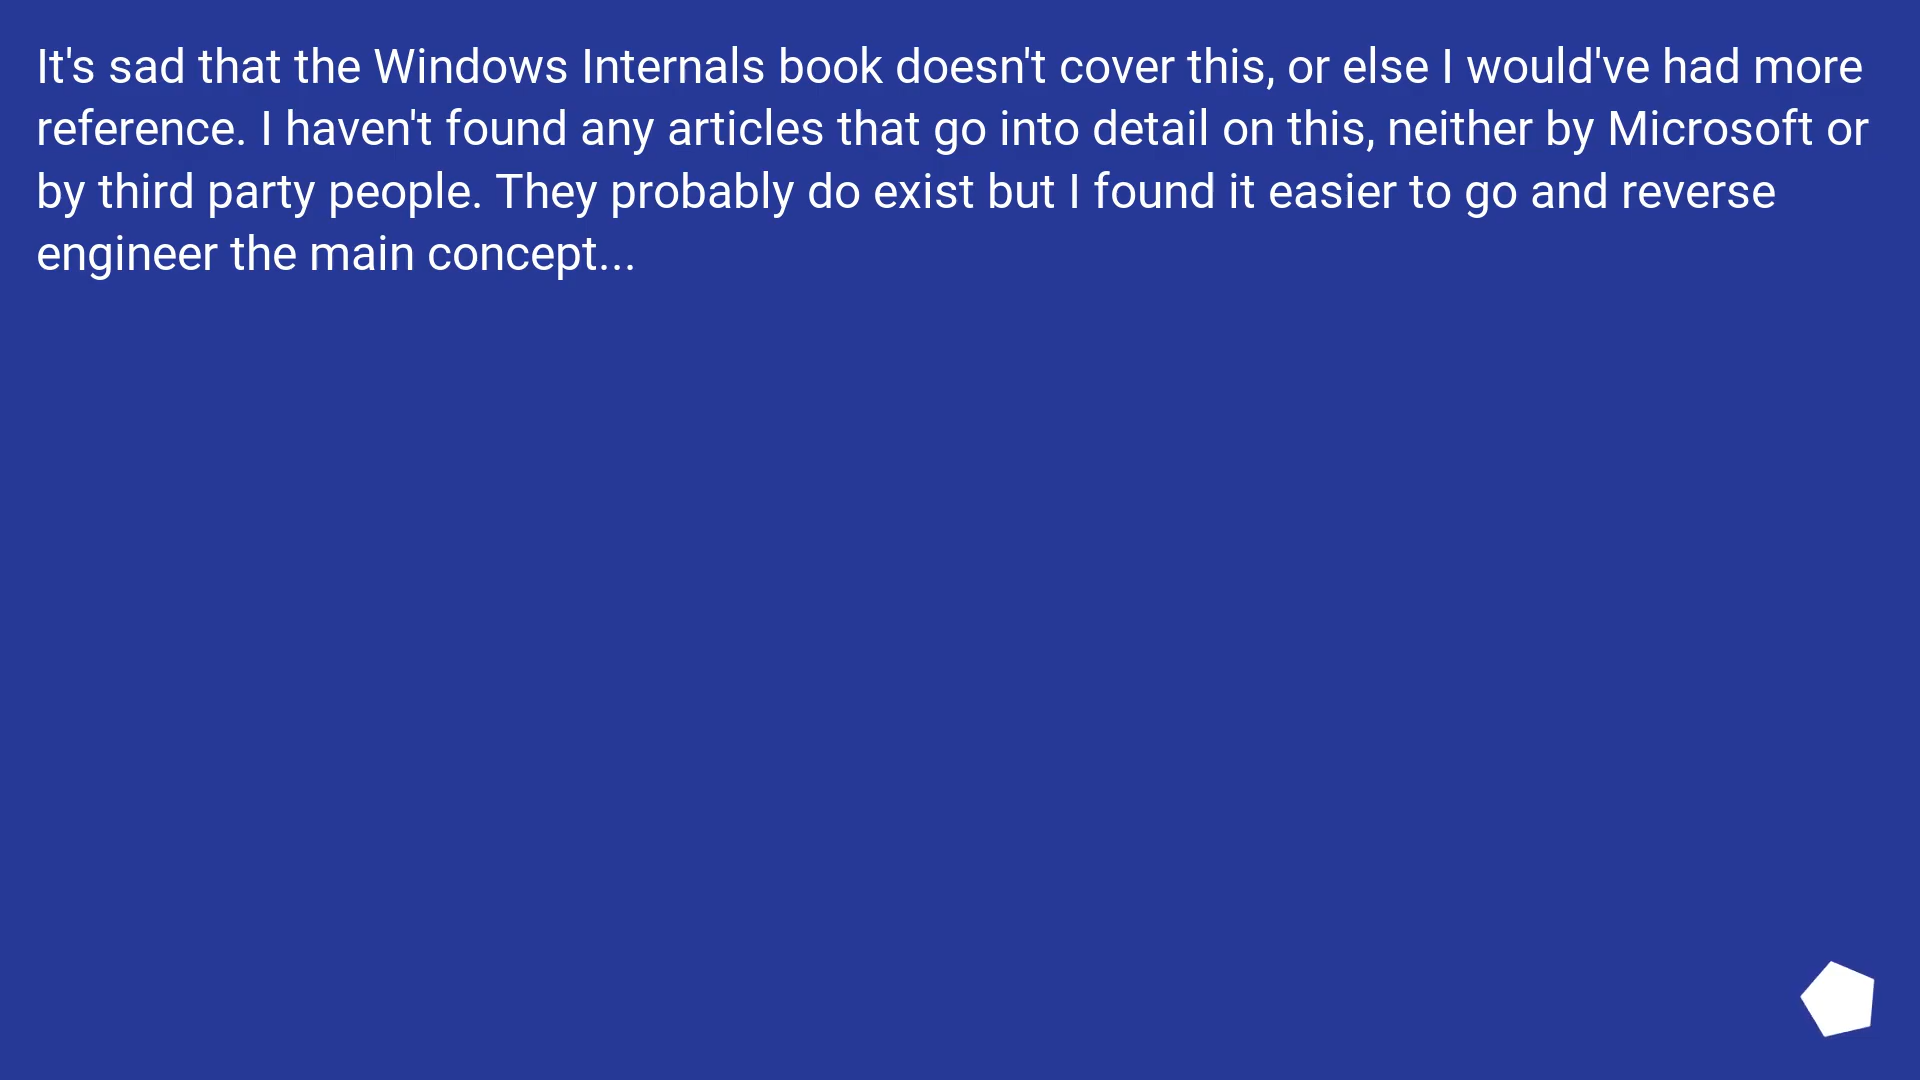 It's sad that the Windows Internals book doesn't cover this, or else I would've had more
reference. I haven't found any articles that go into detail on this, neither by Microsoft or
by third party people. They probably do exist but I found it easier to go and reverse
engineer the main concept...